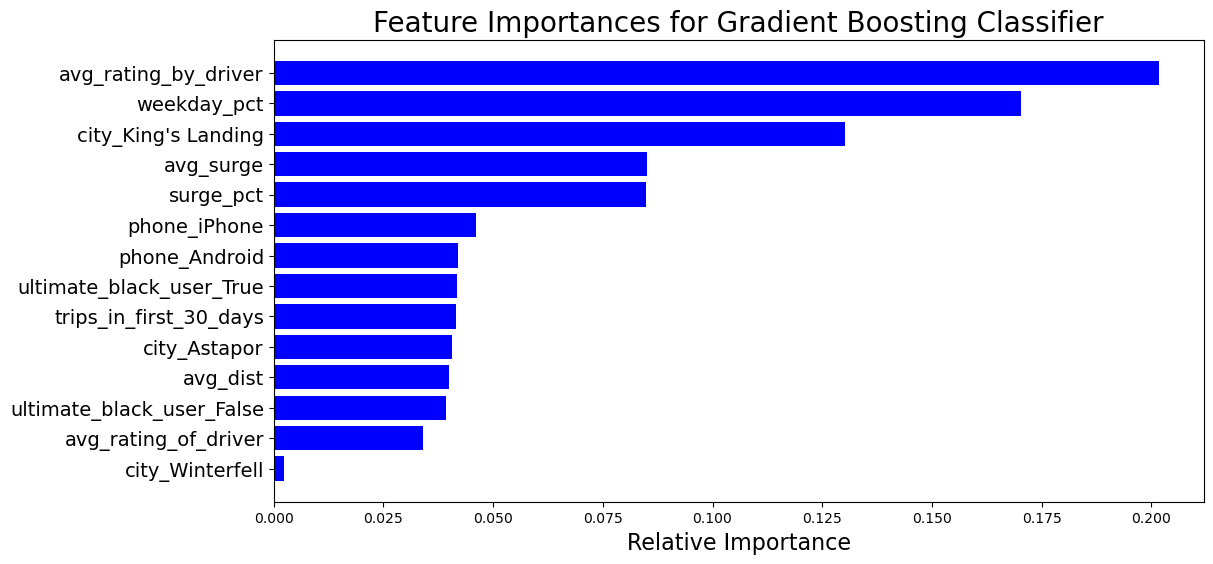 Feature Importances for Gradient Boosting Classifier
avg_rating_by_driver
weekday_pct
city_King's Landing
avg_surge
surge_pct
phone_iPhone
phone_Android
ultimate_black_user_True
trips_in_first_30_days
city_Astapor
avg_dist
ultimate_black_user_False
avg_rating_of_driver
city_Winterfell
0.000 0.025 0.050 0.075 0.100 0.125 0.150 0.175 0.200
Relative Importance